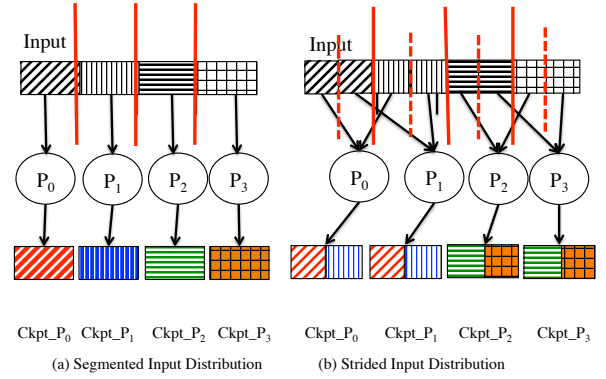 Input Input
P0 P1 P2 P3 P0 P1 P2 P3
Ckpt_P0 Ckpt_P1 Ckpt_P2 Ckpt_P3 Ckpt_P0 Ckpt_P1 Ckpt_P2 Ckpt_P3
(a) Segmented Input Distribution (b) Strided Input Distribution